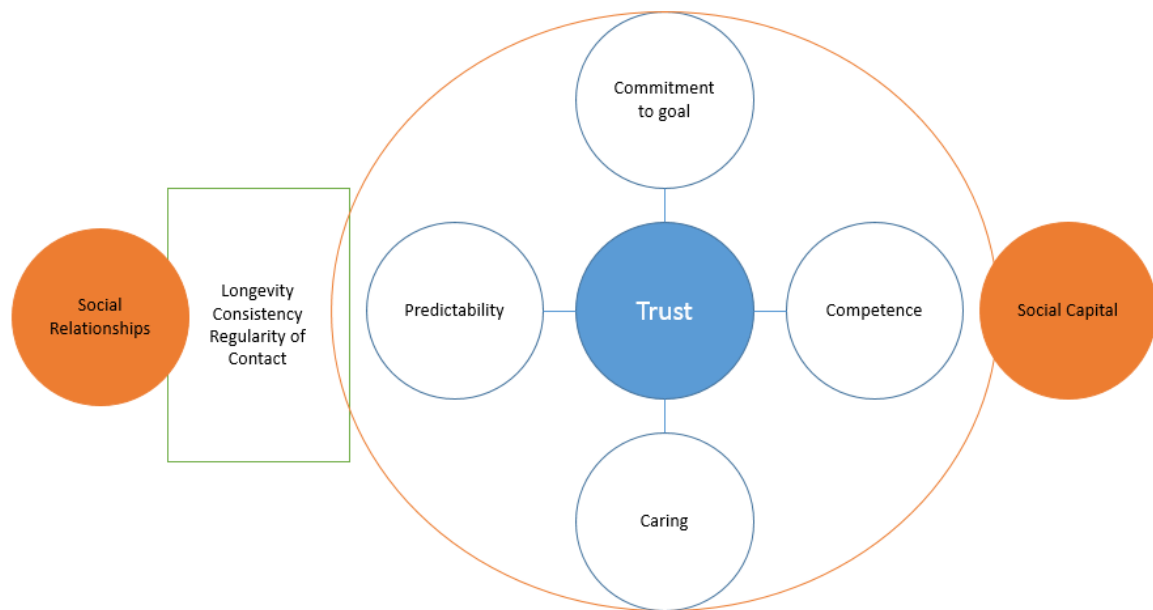 Commitment
to goal
Social
Relationships
Longevity
Consistency
Regularity of
Contact
Predictability
Trust
Competence
Social Capital
Caring